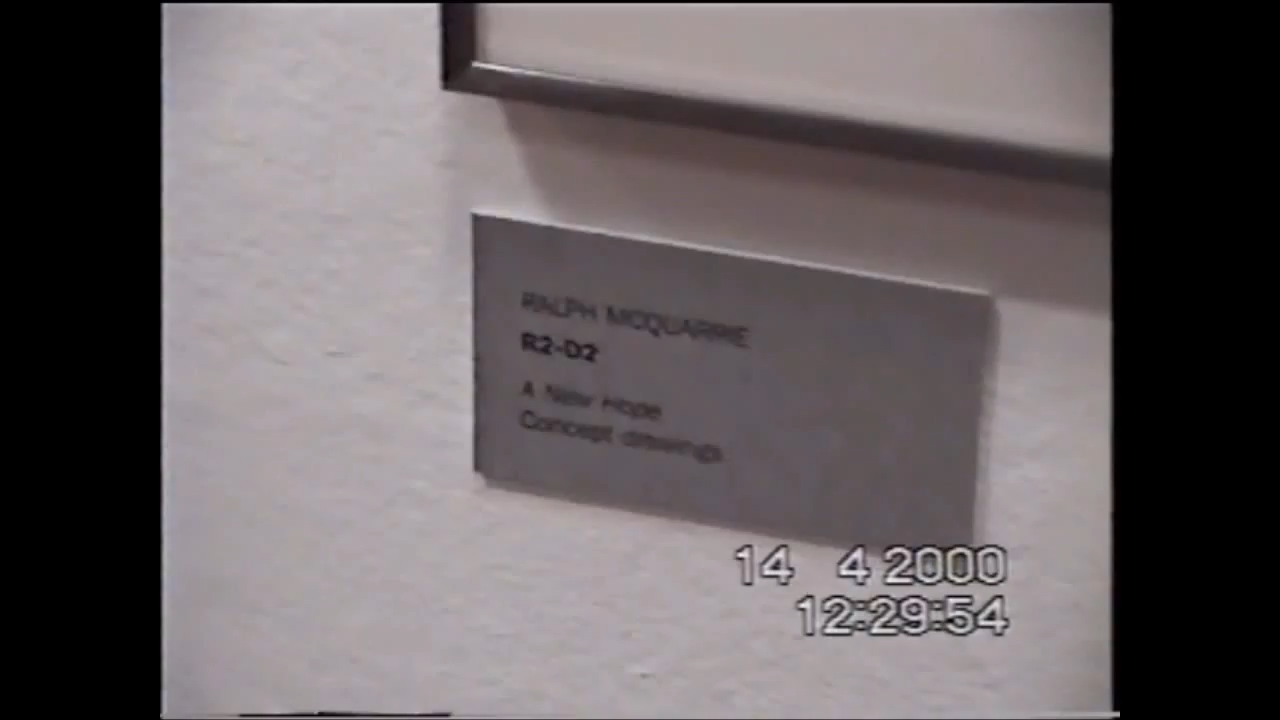 RALPH MCQUARRIE
R2-D2
A New Hope
Concept drawings
14 4 2000
12:29:54